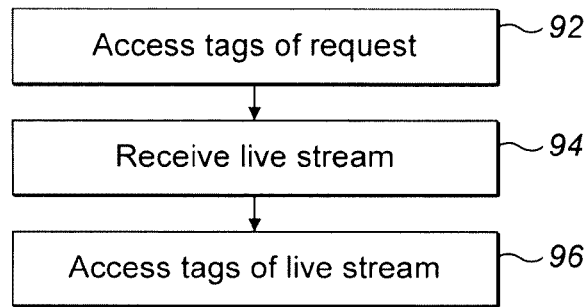 Access tags of request
92
Receive live stream
94
Access tags of live stream
96